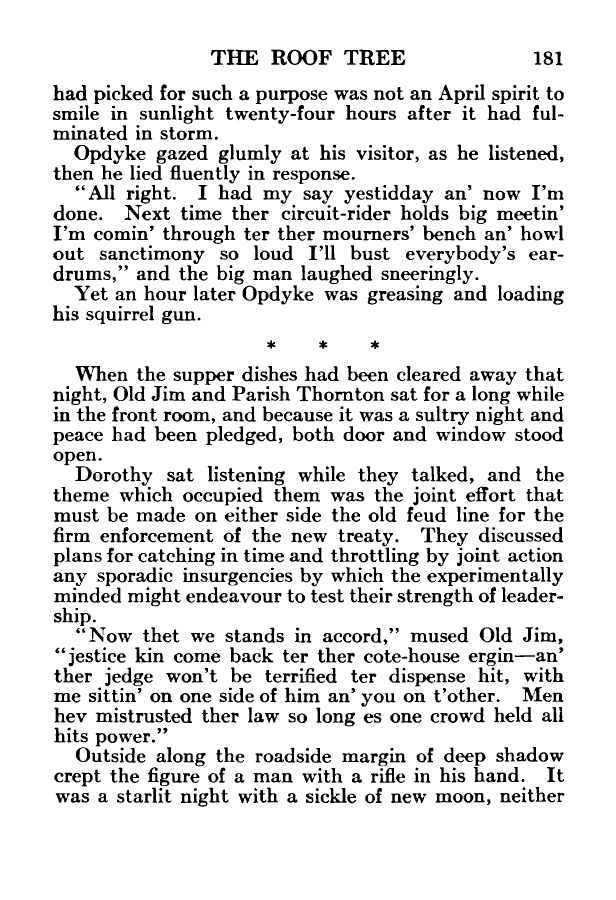 THE ROOF TREE 181
had picked for such a purpose was not an April spirit to
smile in sunlight twenty-four hours after it had ful-
minated in storm.
Opdyke gazed glumly at his visitor, as he listened,
then he lied fluently in response.
"All right. I had my say yestidday an' now I'm
done. Next time ther circuit-rider holds big meetin'
I'm comin' through ter ther mourners' bench an' howl
out sanctimony so loud I'll bust everybody's ear-
drums," and the big man laughed sneeringly.
Yet an hour later Opdyke was greasing and loading
his squirrel gun.
* * *
When the supper dishes had been cleared away that
night, Old Jim and Parish Thornton sat for a long while
in the front room, and because it was a sultry night and
peace had been pledged, both door and window stood
open.
Dorothy sat listening while they talked, and the
theme which occupied them was the joint effort that
must be made on either side the old feud line for the
firm enforcement of the new treaty. They discussed
plans for catching in time and throttling by joint action
any sporadic insurgencies by which the experimentally
minded might endeavour to test their strength of leader-
ship.
"Now thet we stands in accord," mused Old Jim,
"jestice kin come back ter ther cote-house ergin—an'
ther jedge won't be terrified ter dispense hit, with
me sittin' on one side of him an' you on t'other. Men
hev mistrusted ther law so long es one crowd held all
hits power."
Outside along the roadside margin of deep shadow
crept the figure of a man with a rifle in his hand. It
was a starlit night with a sickle of new moon, neither